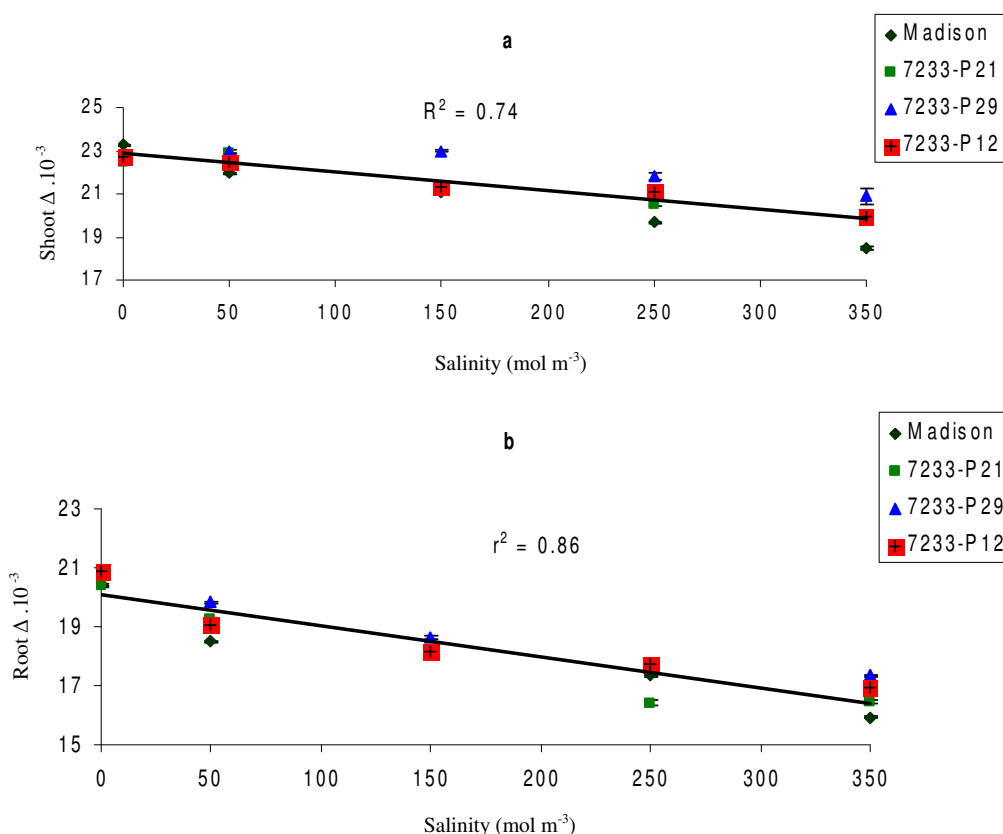 a
Madison
7233-P21
7233-P29
7233-P12
R² = 0.74
25
23
21
19
17
Shoot Δ .10⁻³
0 50 100 150 200 250 300 350
Salinity (mol m⁻³)
b
Madison
7233-P21
7233-P29
7233-P12
r² = 0.86
23
21
19
17
15
Root Δ .10⁻³
0 50 100 150 200 250 300 350
Salinity (mol m⁻³)